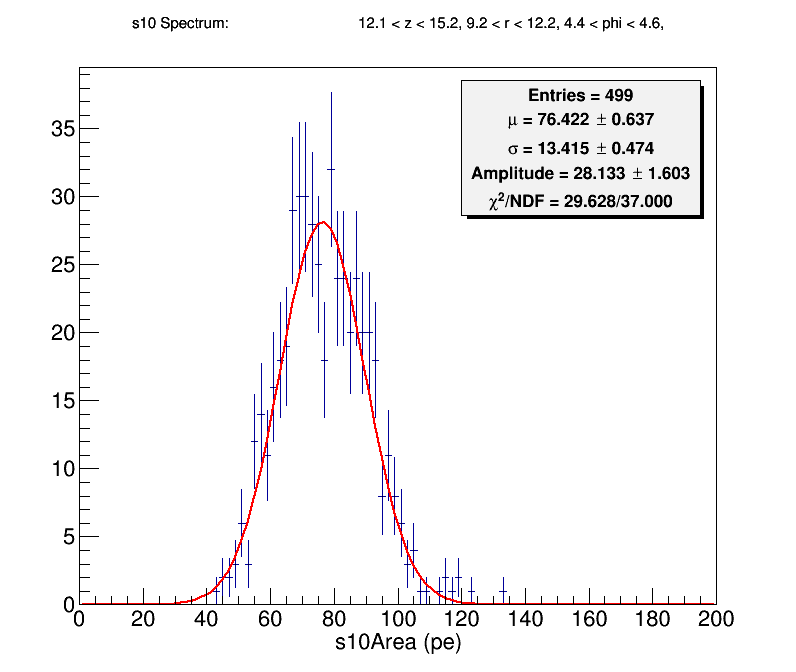 s10 Spectrum: 12.1 < z < 15.2, 9.2 < r < 12.2, 4.4 < phi < 4.6,
Entries = 499
μ = 76.422 ± 0.637
σ = 13.415 ± 0.474
Amplitude = 28.133 ± 1.603
χ²/NDF = 29.628/37.000
35
30
25
20
15
10
5
0
0 20 40 60 80 100 120 140 160 180 200
s10Area (pe)